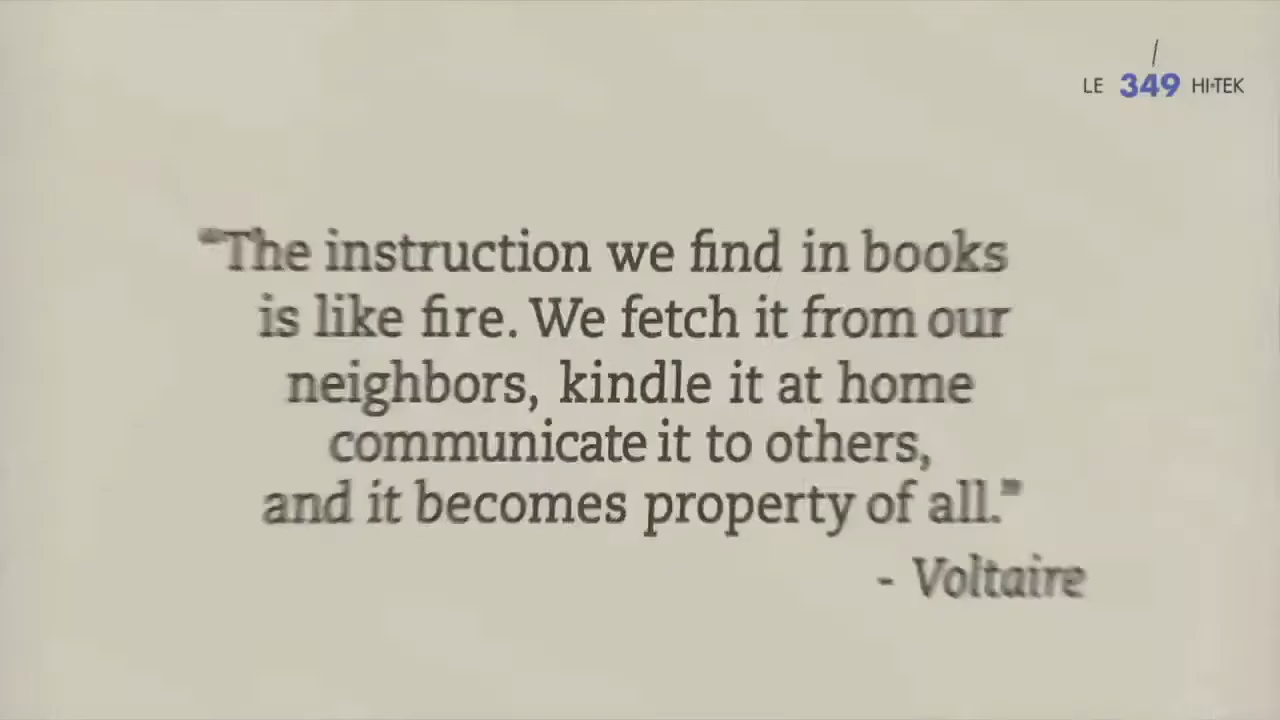 LE 349 HI•TEK
“The instruction we find in books
is like fire. We fetch it from our
neighbors, kindle it at home
communicate it to others,
and it becomes property of all.”
- Voltaire